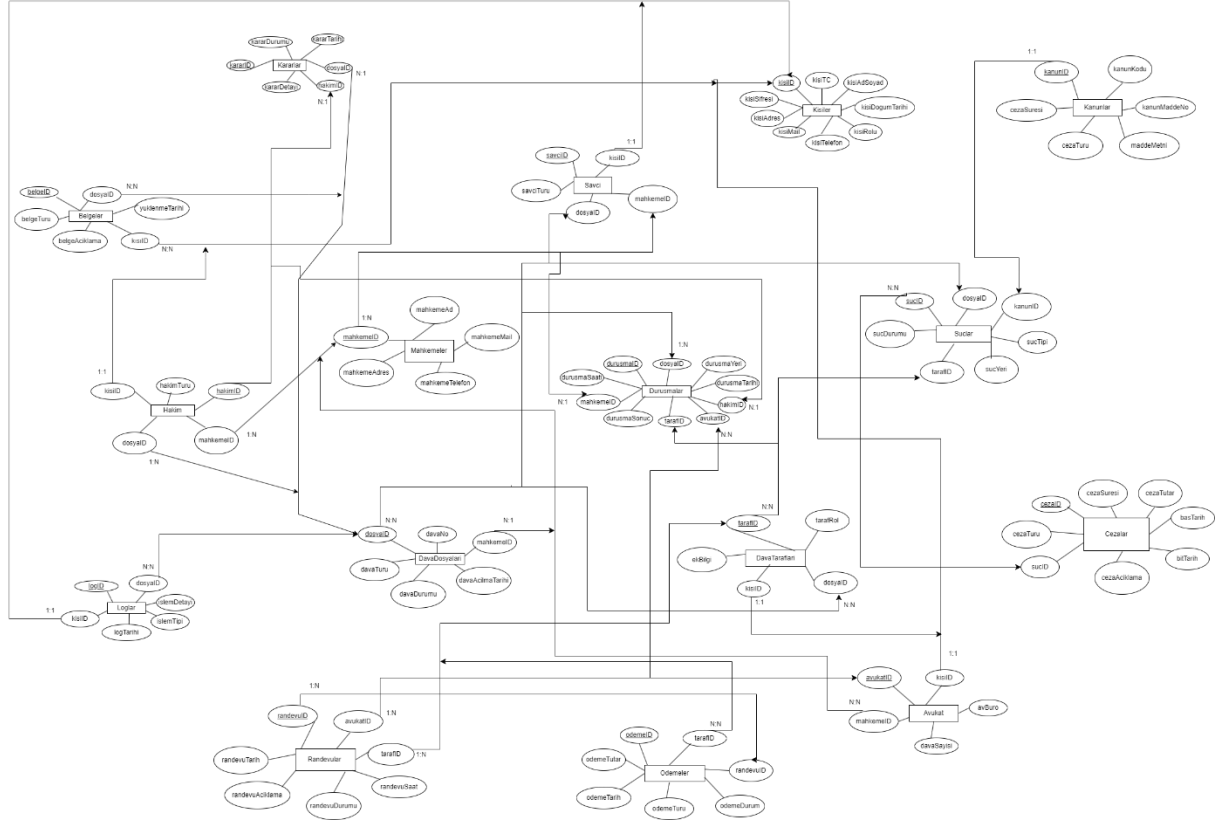 kararDurumu
kararTarihi
kararID
Kararlar
dosyaID
N:1
kararDetayi
hakimID
N:1
kisiID
kisiTC
kisiAdSoyad
kisiSifresi
Kisiler
kisiDogumTarihi
kisiAdres
kisiMail
kisiRolu
kisiTelefon
1:1
kanunID
kanunKodu
cezaSuresi
Kanunlar
kanunMaddeNo
cezaTuru
maddeMetni
1:1
savciID
kisiID
Savci
savciTuru
mahkemeID
dosyaID
belgeID
dosyaID
N:N
belgeTuru
Belgeler
yuklenmeTarihi
belgeAciklama
kisiID
N:N
mahkemeAd
1:N
mahkemeID
mahkemeMail
Mahkemeler
mahkemeAdres
mahkemeTelefon
N:N
sucID
dosyaID
kanunID
sucDurumu
Suclar
sucTipi
sucYeri
tarafID
1:N
durusmaID
dosyaID
durusmaYeri
durusmaSaati
durusmaTarihi
Durusmalar
N:1
mahkemeID
hakimID
N:1
durusmaSonuc
tarafID
avukatID
N:N
1:1
kisiID
hakimTuru
hakimID
Hakim
mahkemeID
1:N
dosyaID
1:N
N:N
dosyaID
davaNo
mahkemeID
N:1
DavaDosyalari
davaTuru
davaAcilmaTarihi
davaDurumu
N:N
tarafID
tarafRol
ekBilgi
DavaTaraflari
kisiID
1:1
dosyaID
N:N
cezaID
cezaSuresi
cezaTutar
basTarih
cezaTuru
Cezalar
bitTarih
sucID
cezaAciklama
N:N
logID
dosyaID
islemDetayi
Loglar
1:1
kisiID
islemTipi
logTarihi
1:1
avukatID
kisiID
N:N
mahkemeID
Avukat
avBuro
davaSayisi
1:N
randevuID
avukatID
1:N
tarafID
1:N
randevuTarih
Randevular
randevuSaat
randevuAciklama
randevuDurumu
N:N
odemeID
tarafID
odemeTutar
Odemeler
randevuID
odemeTarih
odemeTuru
odemeDurum